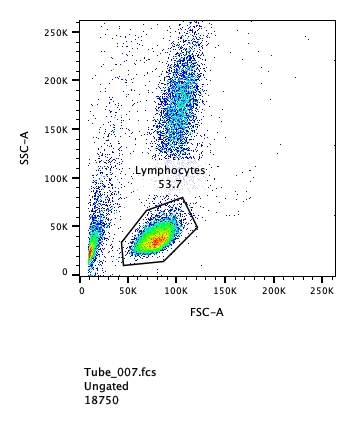 250K
200K
150K
100K
50K
0
SSC-A
Lymphocytes
53.7
0 50K 100K 150K 200K 250K
FSC-A
Tube_007.fcs
Ungated
18750